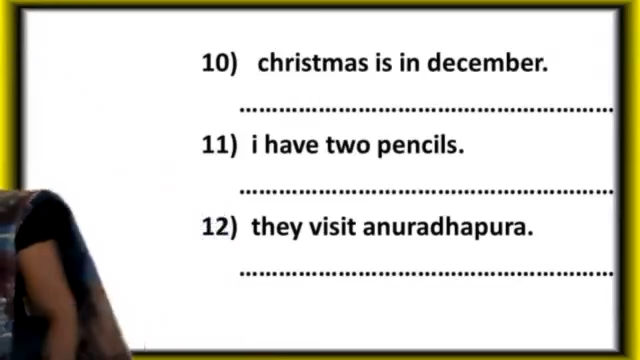 10) christmas is in december.
.........................................................
11) i have two pencils.
.........................................................
12) they visit anuradhapura.
.........................................................